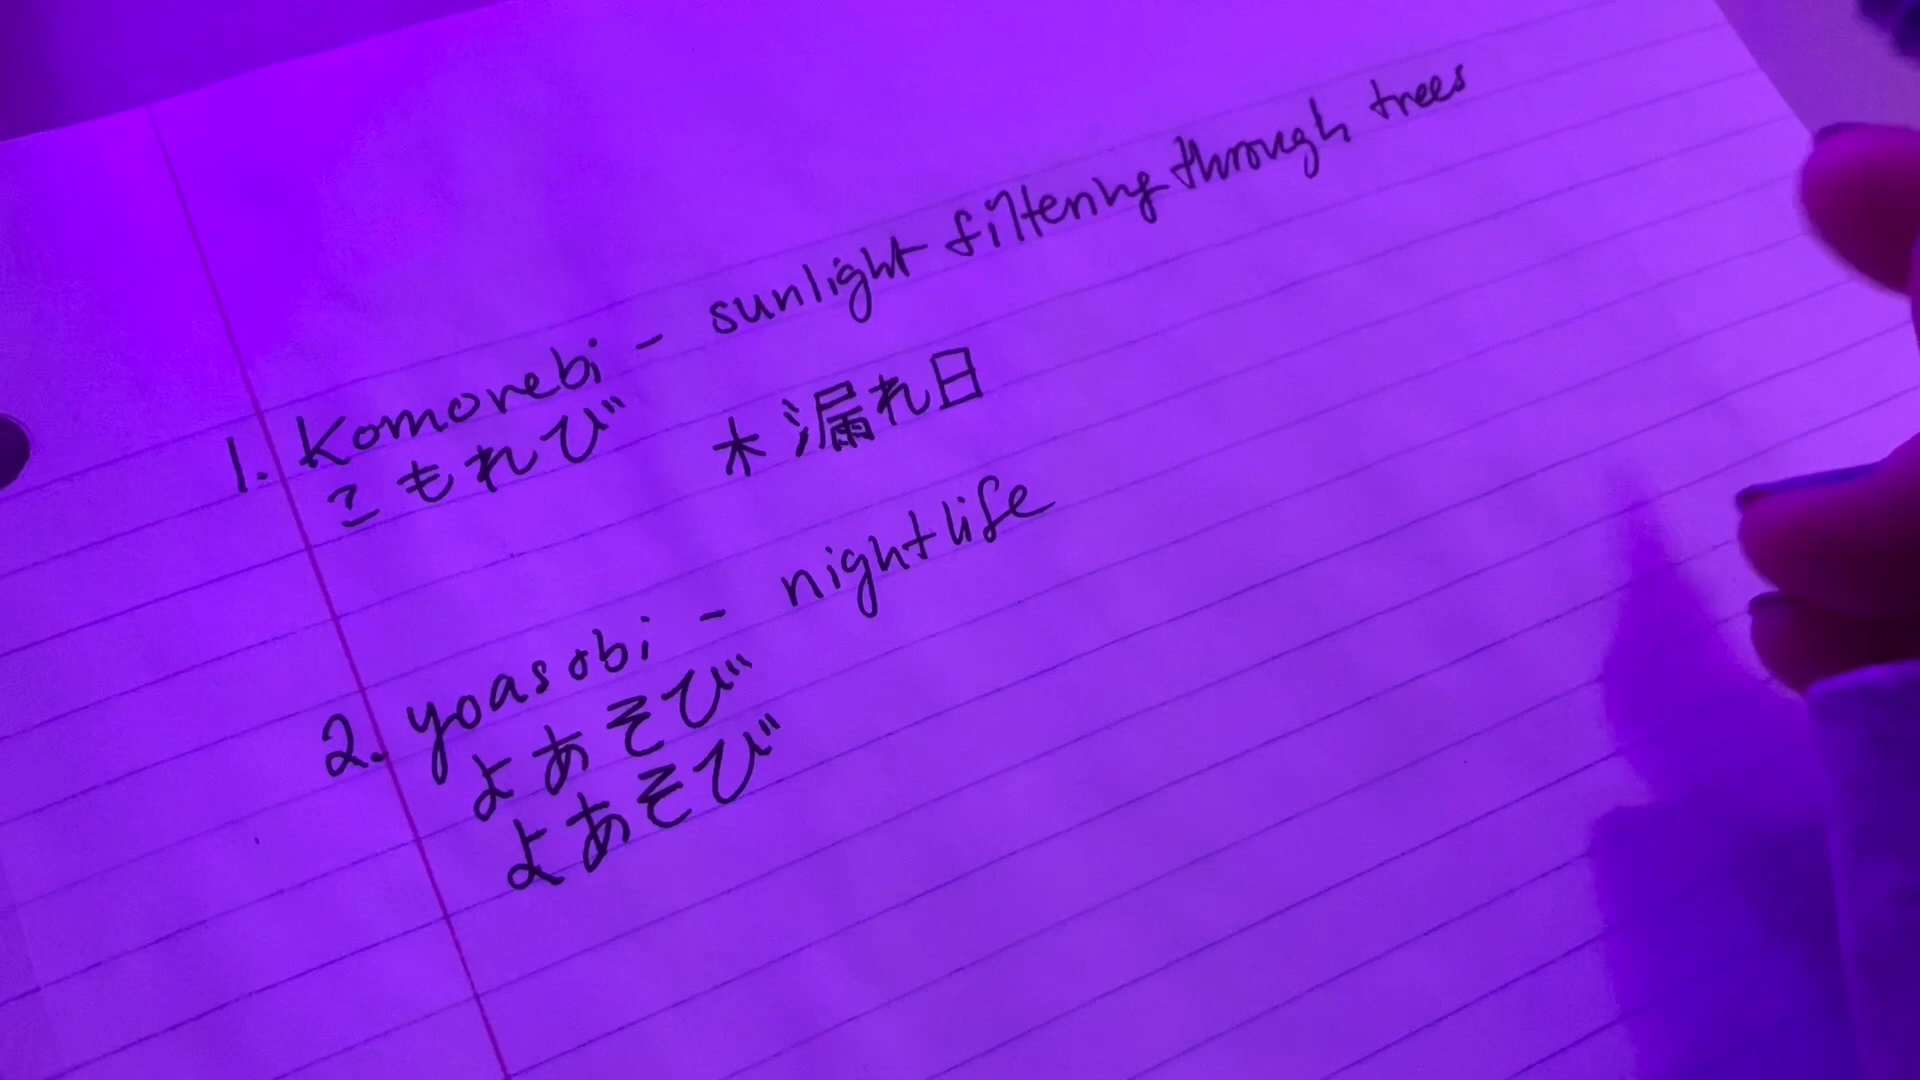 1. Komorebi - sunlight filtering through trees
こもれび 木漏れ日
2. yoasobi - nightlife
よあそび
よあそび